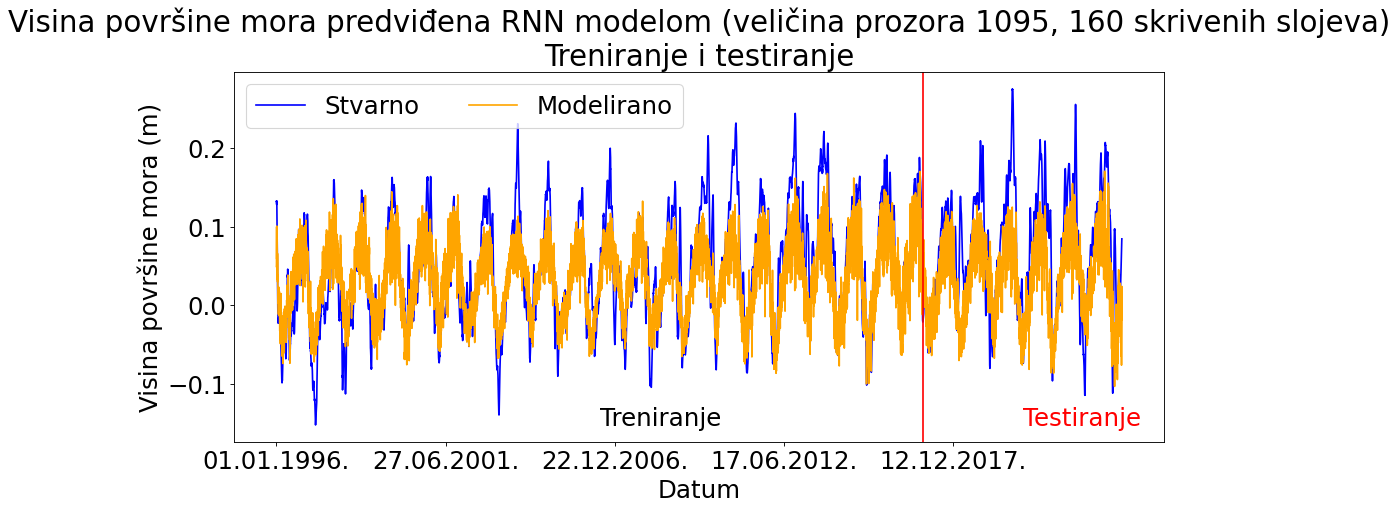 Visina površine mora predviđena RNN modelom (veličina prozora 1095, 160 skrivenih slojeva)
Treniranje i testiranje
Stvarno
Modelirano
Visina površine mora (m)
0.2
0.1
0.0
−0.1
Treniranje
Testiranje
01.01.1996.
27.06.2001.
22.12.2006.
17.06.2012.
12.12.2017.
Datum